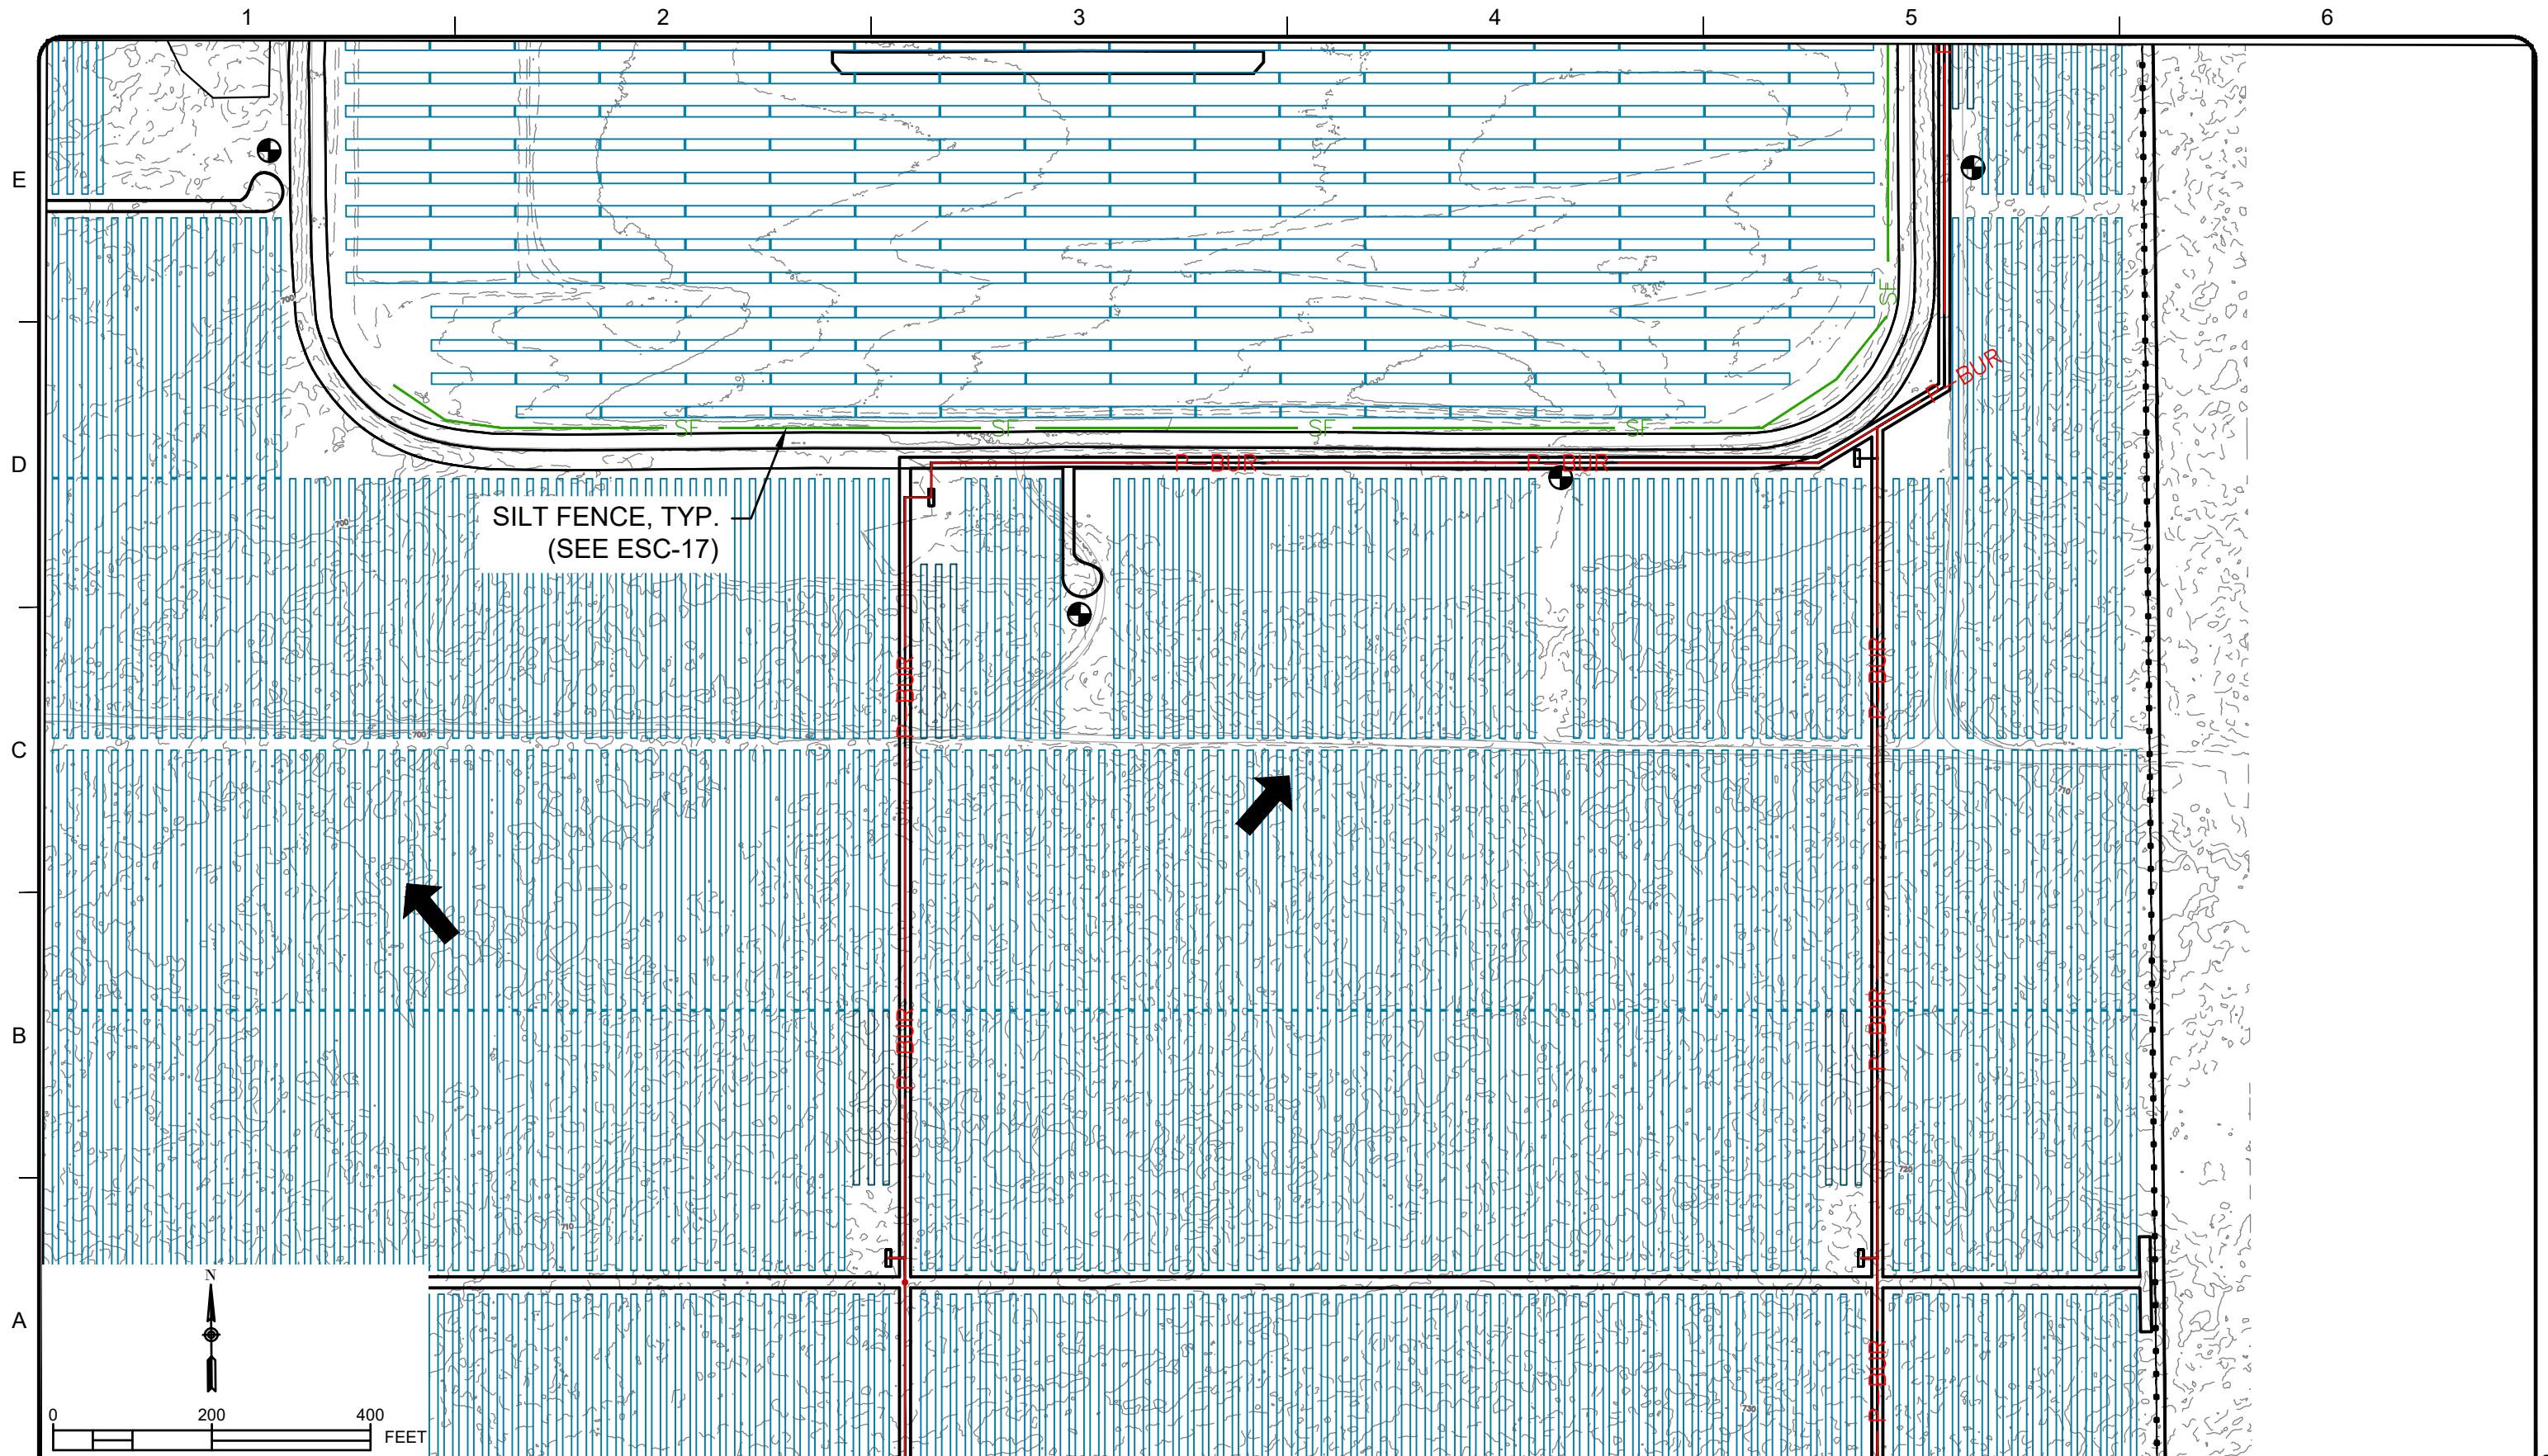 1 2 3 4 5 6
E
SF
700
P-BUR
D
SF SF SF SF
P-BUR P-BUR
SILT FENCE, TYP.
(SEE ESC-17)
700
P-BUR P-BUR
C
700
710
B
P-BUR P-BUR
720
710
N
A
P-BUR
730
0 200 400
FEET